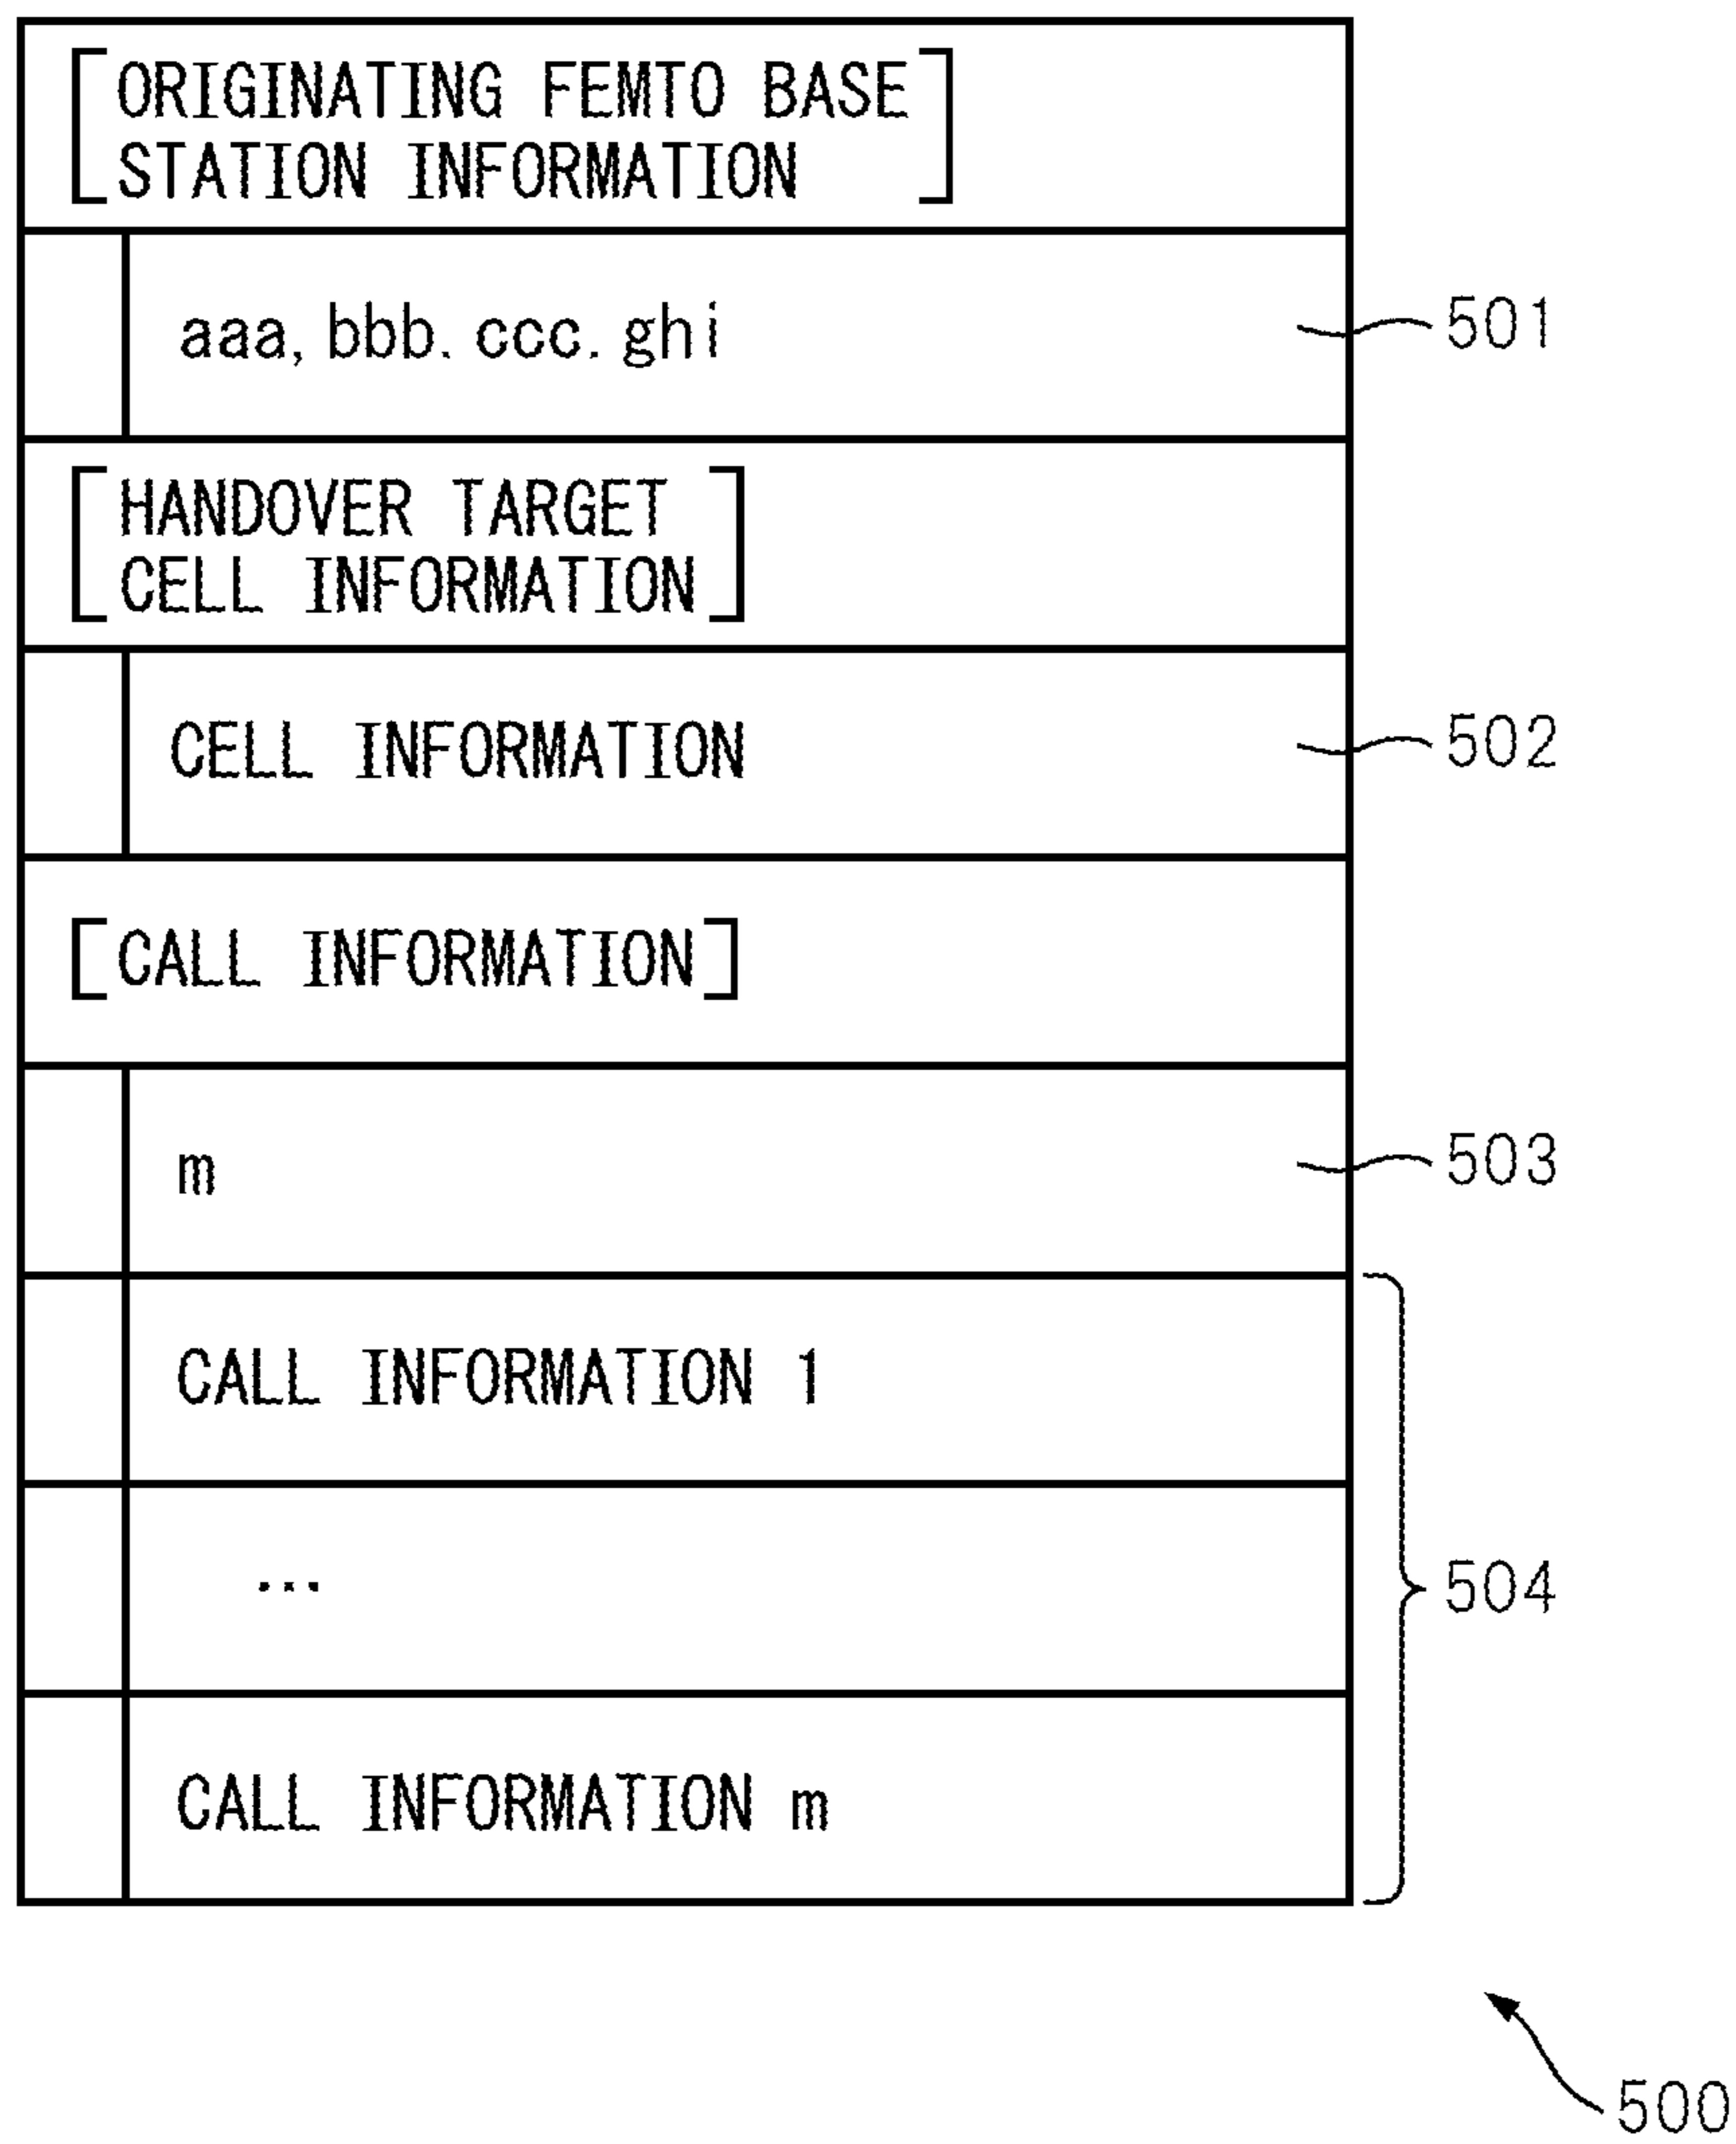 [ORIGINATING FEMTO BASE
STATION INFORMATION]
aaa, bbb. ccc. ghi
501
[HANDOVER TARGET
CELL INFORMATION]
CELL INFORMATION
502
[CALL INFORMATION]
m
503
CALL INFORMATION 1
...
504
CALL INFORMATION m
500